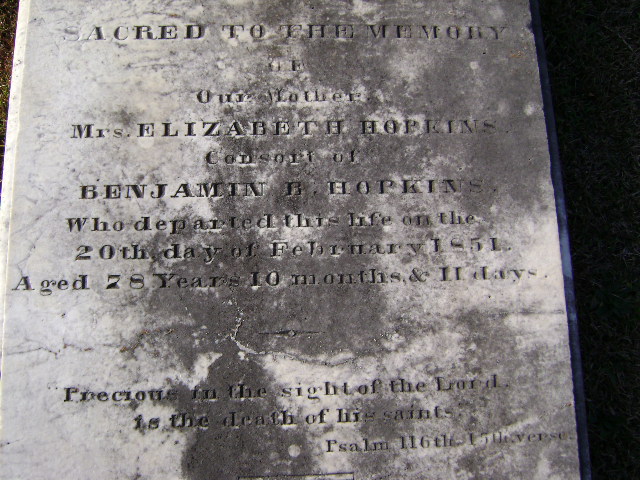 SACRED TO THE MEMORY
OF
Our Mother,
Mrs. ELIZABETH HOPKINS.
Consort of
BENJAMIN B. HOPKINS.
Who departed this life on the
20th, day of February 1851.
Aged 78 Years 10 months, & 11 days.
Precious in the sight of the Lord
is the death of his saints.
Psalm 116th. 15th. verse.